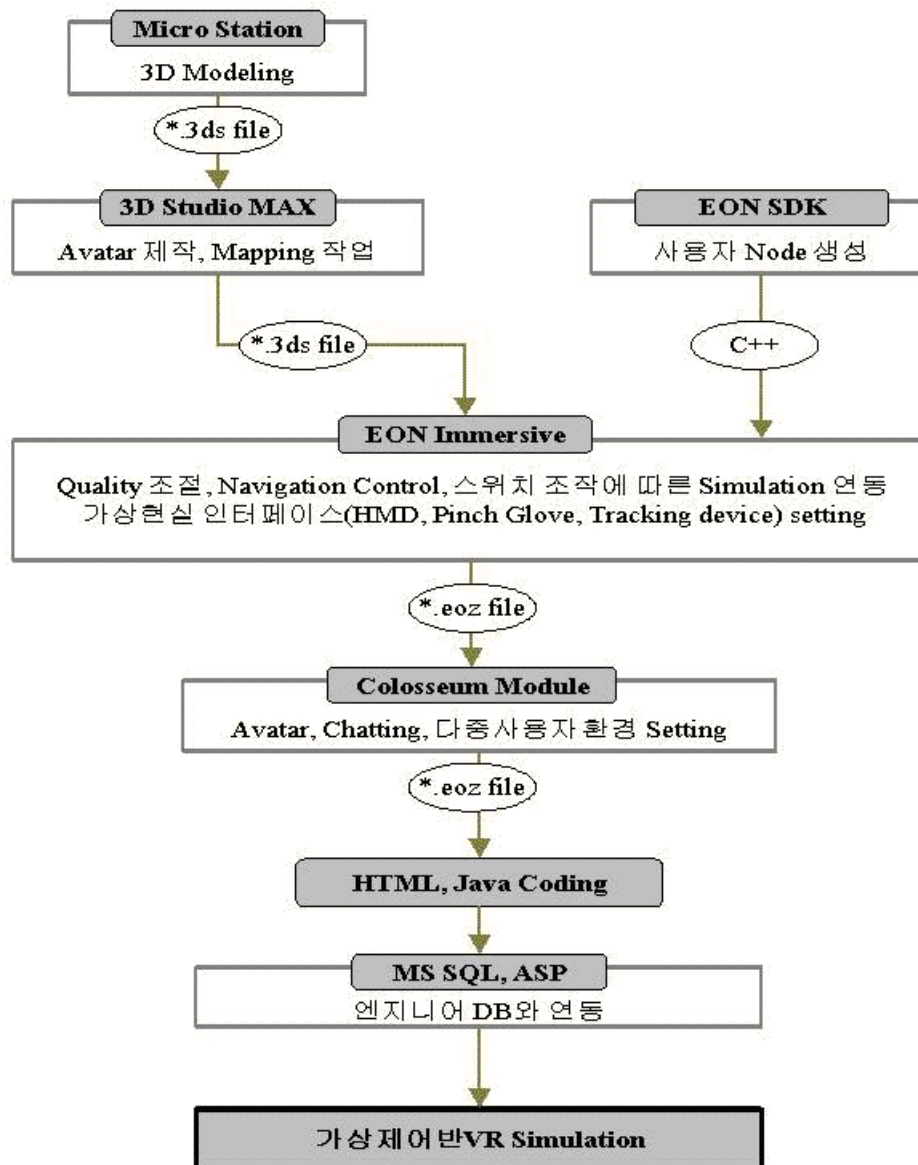 Micro Station
3D Modeling
*.3ds file
3D Studio MAX
Avatar 제작, Mapping 작업
EON SDK
사용자 Node 생성
*.3ds file
C++
EON Immersive
Quality 조절, Navigation Control, 스위치 조작에 따른 Simulation 연동
가상현실 인터페이스(HMD, Pinch Glove, Tracking device) setting
*.eoz file
Colosseum Module
Avatar, Chatting, 다중사용자환경 Setting
*.eoz file
HTML, Java Coding
MS SQL, ASP
엔지니어 DB와 연동
가상제어반VR Simulation